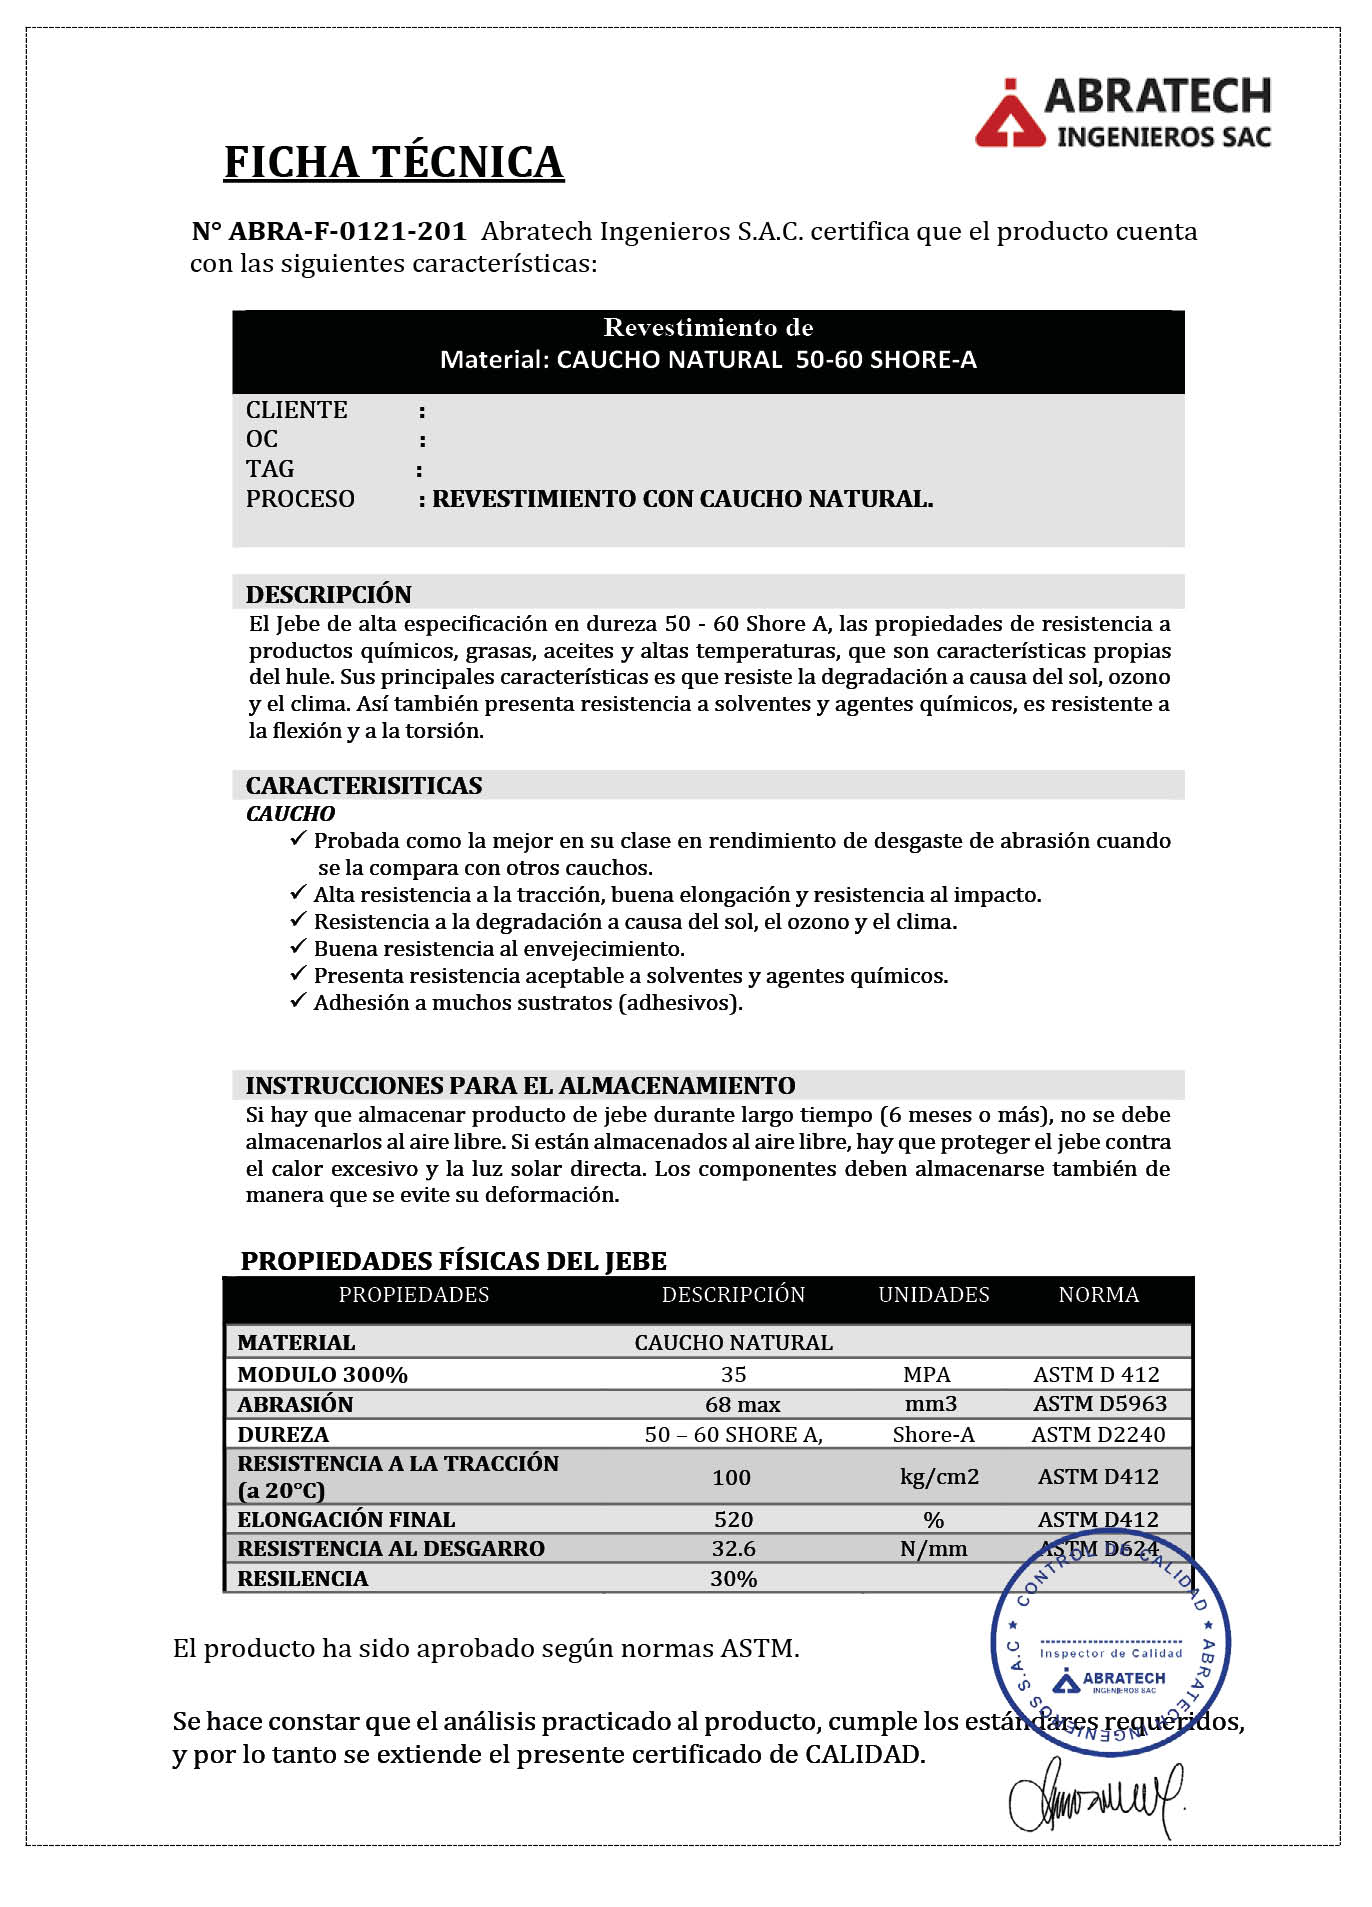 ABRATECH
INGENIEROS SAC
FICHA TÉCNICA
N° ABRA-F-0121-201 Abratech Ingenieros S.A.C. certifica que el producto cuenta
con las siguientes características:
Revestimiento de
Material: CAUCHO NATURAL 50-60 SHORE-A
CLIENTE :
OC :
TAG :
PROCESO : REVESTIMIENTO CON CAUCHO NATURAL.
DESCRIPCIÓN
El Jebe de alta especificación en dureza 50 - 60 Shore A, las propiedades de resistencia a
productos químicos, grasas, aceites y altas temperaturas, que son características propias
del hule. Sus principales características es que resiste la degradación a causa del sol, ozono
y el clima. Así también presenta resistencia a solventes y agentes químicos, es resistente a
la flexión y a la torsión.
CARACTERISITICAS
CAUCHO
✓ Probada como la mejor en su clase en rendimiento de desgaste de abrasión cuando
se la compara con otros cauchos.
✓ Alta resistencia a la tracción, buena elongación y resistencia al impacto.
✓ Resistencia a la degradación a causa del sol, el ozono y el clima.
✓ Buena resistencia al envejecimiento.
✓ Presenta resistencia aceptable a solventes y agentes químicos.
✓ Adhesión a muchos sustratos (adhesivos).
INSTRUCCIONES PARA EL ALMACENAMIENTO
Si hay que almacenar producto de jebe durante largo tiempo (6 meses o más), no se debe
almacenarlos al aire libre. Si están almacenados al aire libre, hay que proteger el jebe contra
el calor excesivo y la luz solar directa. Los componentes deben almacenarse también de
manera que se evite su deformación.
PROPIEDADES FÍSICAS DEL JEBE
PROPIEDADES DESCRIPCIÓN UNIDADES NORMA
MATERIAL CAUCHO NATURAL
MODULO 300% 35 MPA ASTM D 412
ABRASIÓN 68 max mm3 ASTM D5963
DUREZA 50 – 60 SHORE A, Shore-A ASTM D2240
RESISTENCIA A LA TRACCIÓN
(a 20°C) 100 kg/cm2 ASTM D412
ELONGACIÓN FINAL 520 % ASTM D412
RESISTENCIA AL DESGARRO 32.6 N/mm ASTM D624
RESILENCIA 30%
El producto ha sido aprobado según normas ASTM.
CONTROL DE CALIDAD
ABRATECH INGENIEROS S.A.C
Inspector de Calidad
ABRATECH
INGENIEROS SAC
Se hace constar que el análisis practicado al producto, cumple los estándares requeridos,
y por lo tanto se extiende el presente certificado de CALIDAD.